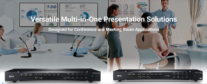 Versatile Multi-in-One Presentation Solutions
Designed for Conference and Meeting Room Applications